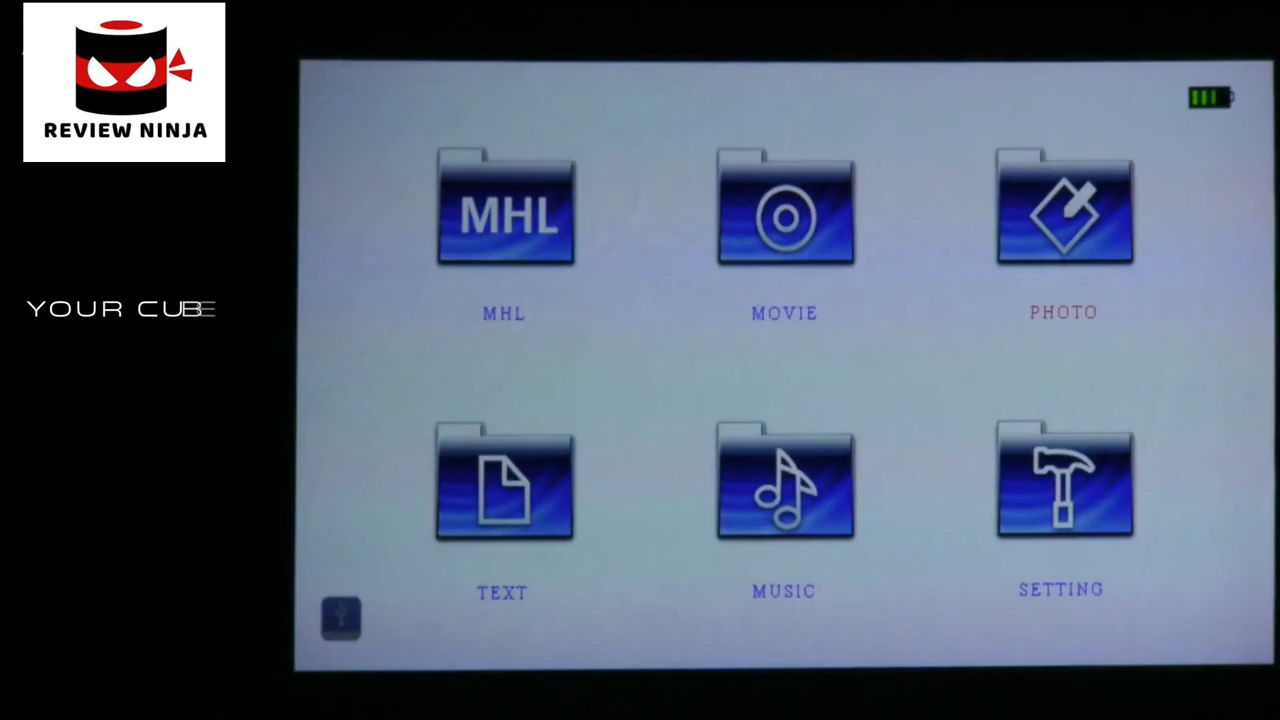 REVIEW NINJA
YOUR CUBE
MHL
MHL
MOVIE
PHOTO
TEXT
MUSIC
SETTING